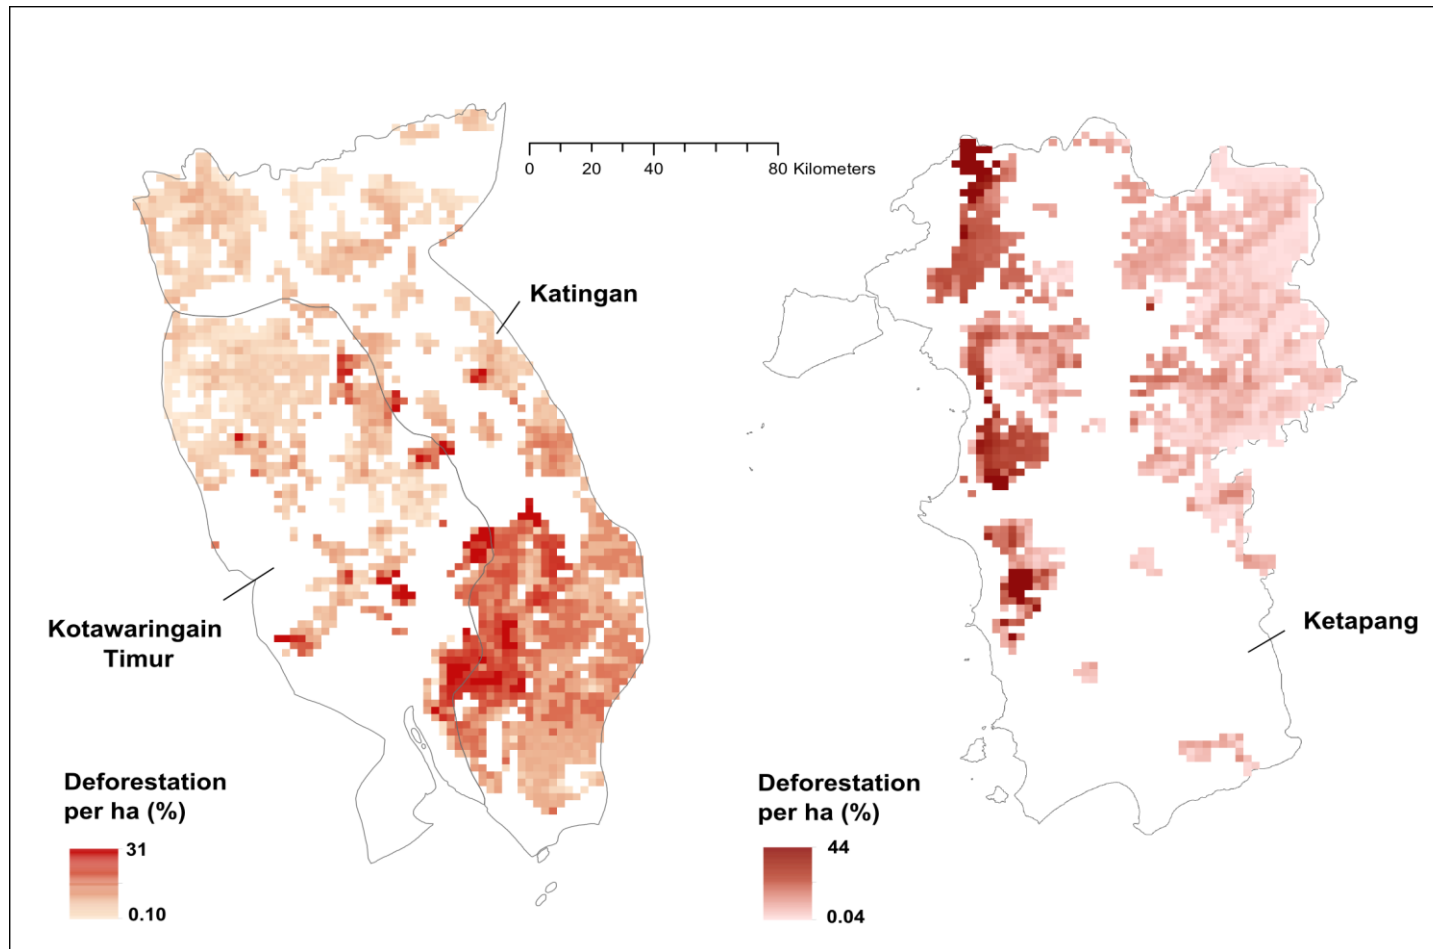 0 20 40 80 Kilometers
Katingan
Kotawaringain
Timur
Ketapang
Deforestation
per ha (%)
31
0.10
Deforestation
per ha (%)
44
0.04